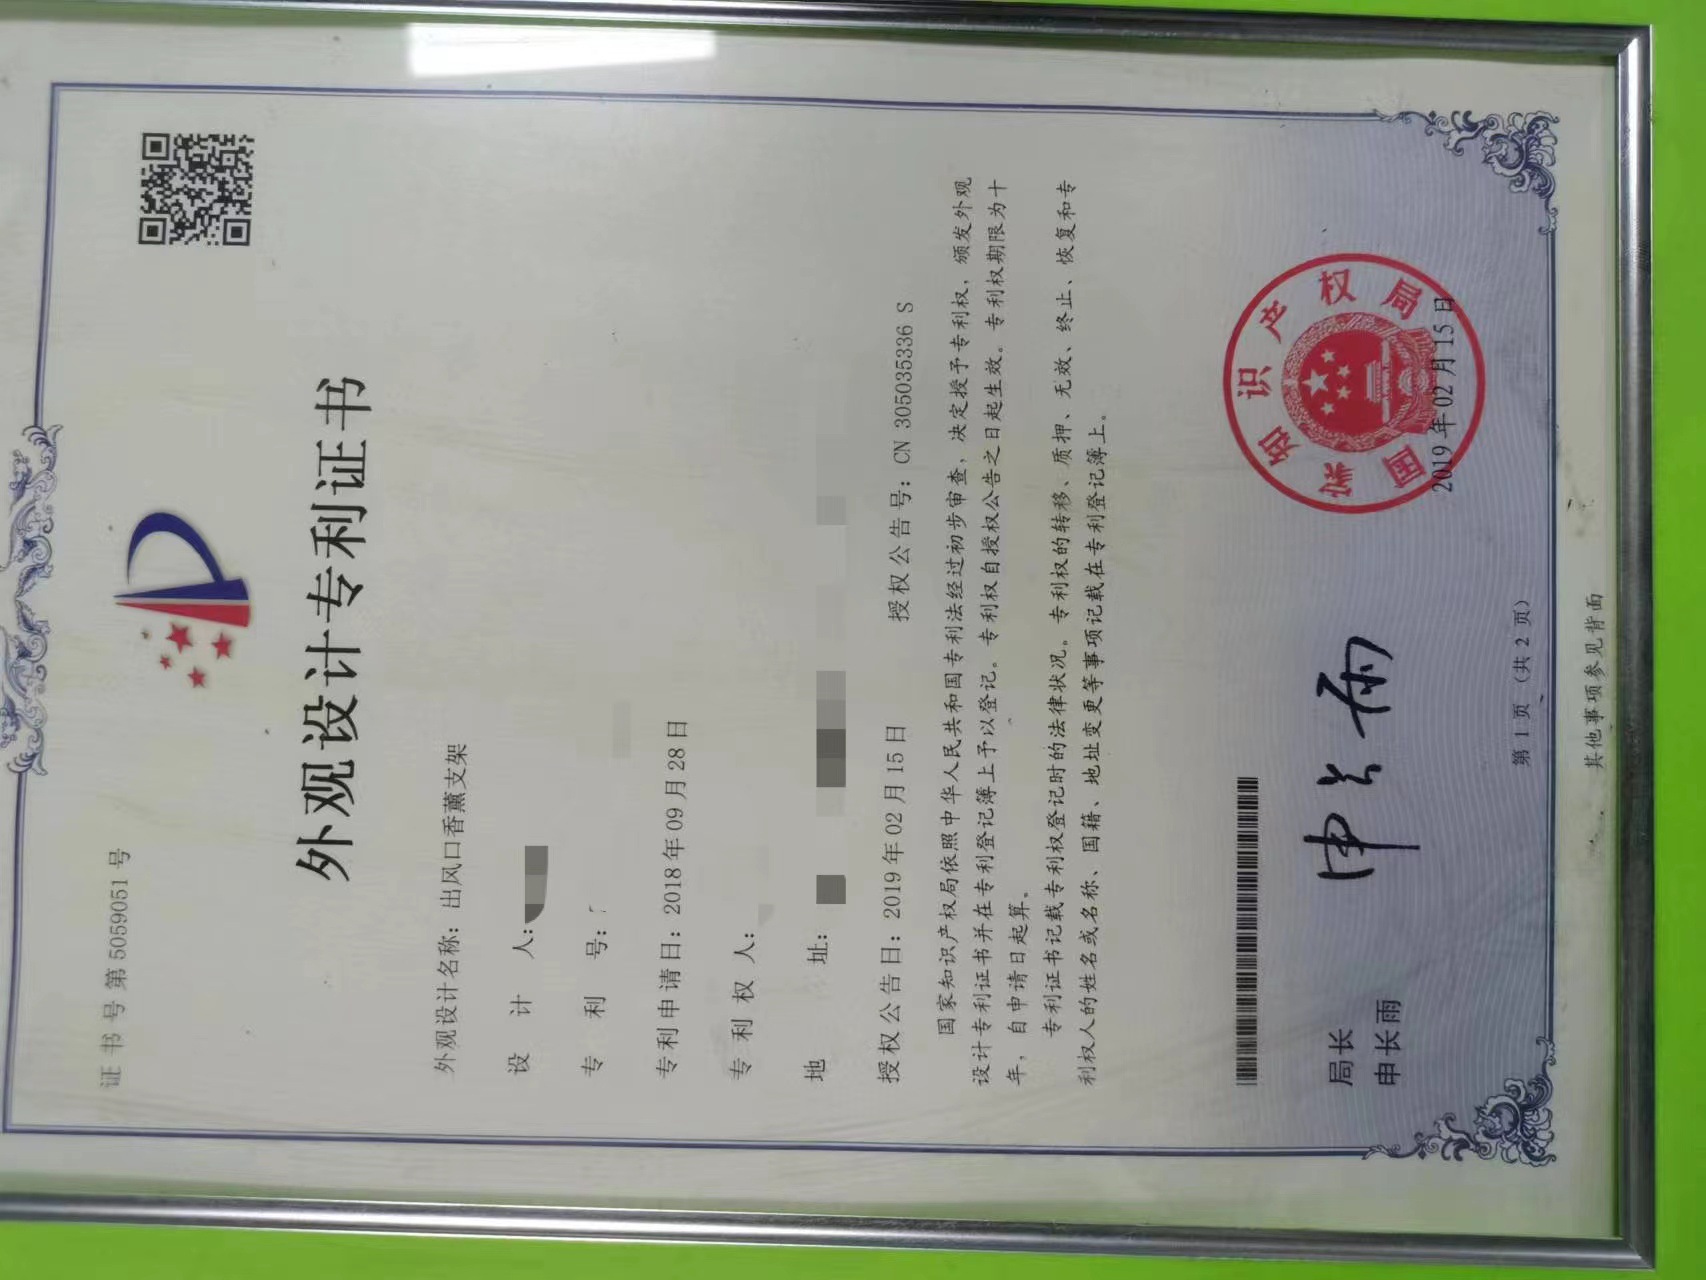 证书号第5059051号
外观设计专利证书
外观设计名称：出风口香薰支架
设计人：
专利号：
专利申请日：2018年09月28日
专利权人：
地址：
授权公告日：2019年02月15日 授权公告号：CN 305035336 S
国家知识产权局依照中华人民共和国专利法经过初步审查，决定授予专利权，颁发外观
设计专利证书并在专利登记簿上予以登记。专利权自授权公告之日起生效。专利权期限为十
年，自申请日起算。
专利证书记载专利权登记时的法律状况。专利权的转移、质押、无效、终止、恢复和专
利权人的姓名或名称、国籍、地址变更等事项记载在专利登记簿上。
局长
申长雨
申长雨
国家知识产权局
2019年02月15日
第1页（共2页）
其他事项参见背面